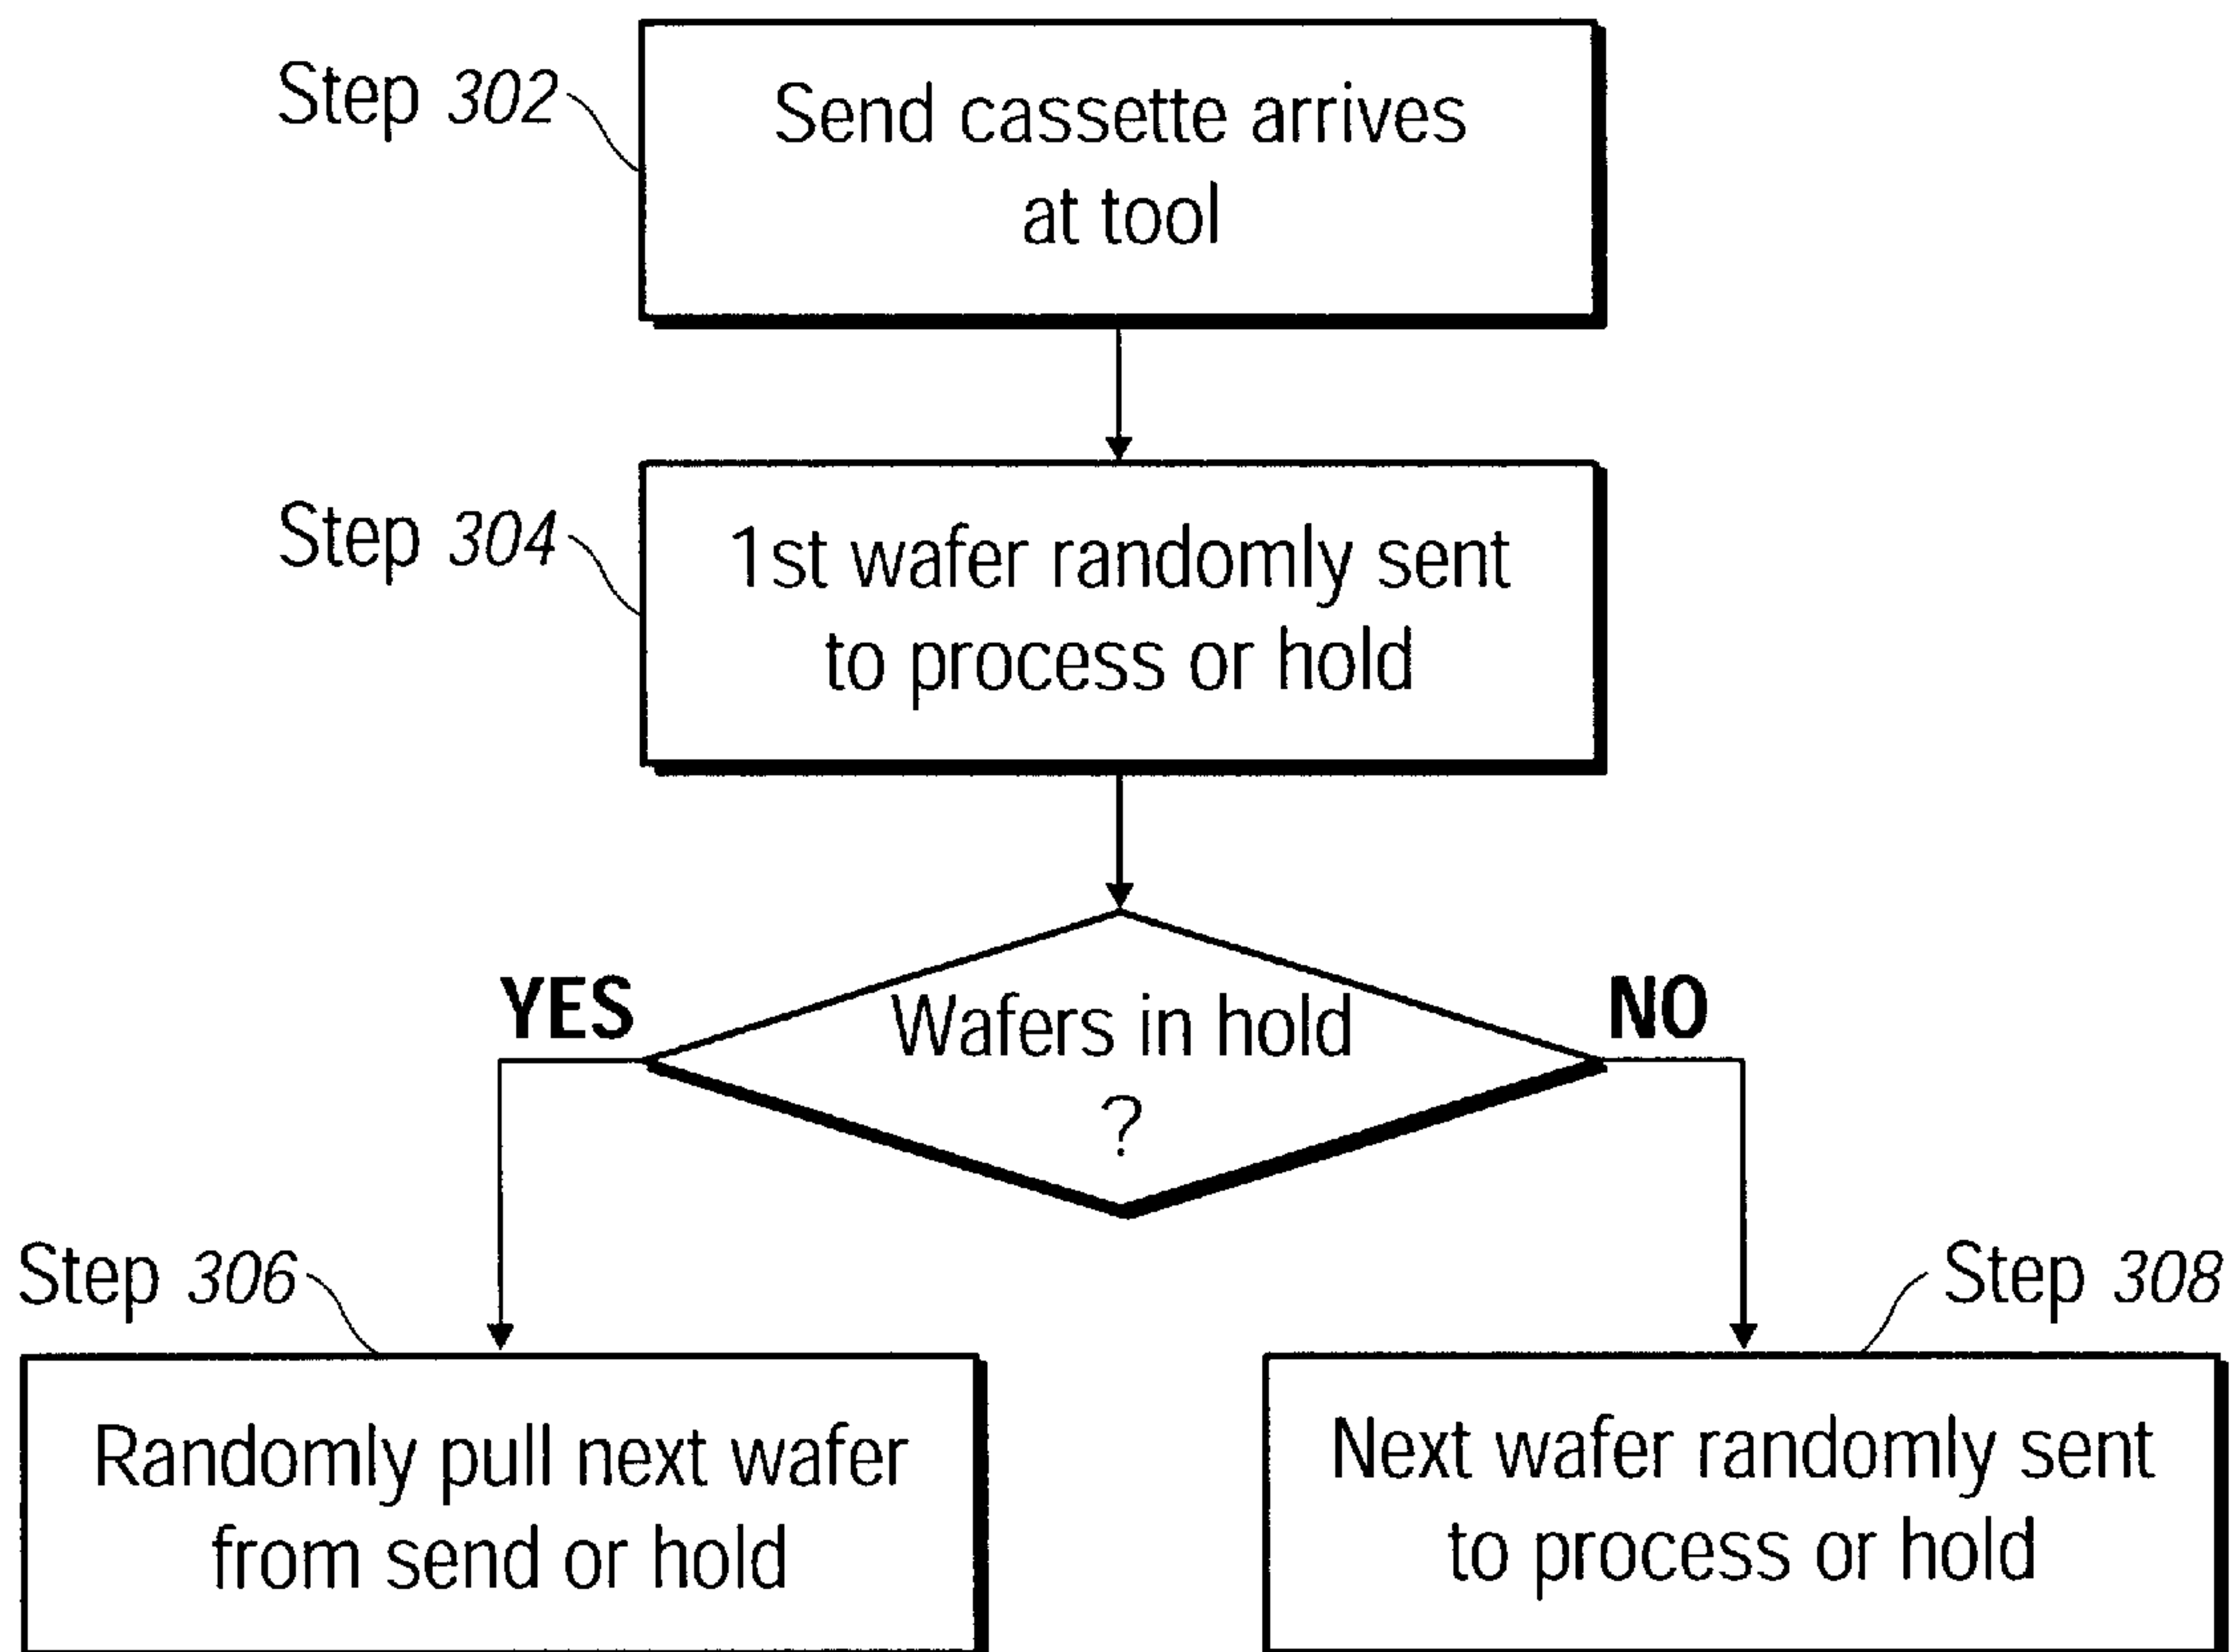 Step 302
Send cassette arrives
at tool
Step 304
1st wafer randomly sent
to process or hold
YES
Wafers in hold
?
NO
Step 306
Step 308
Randomly pull next wafer
from send or hold
Next wafer randomly sent
to process or hold